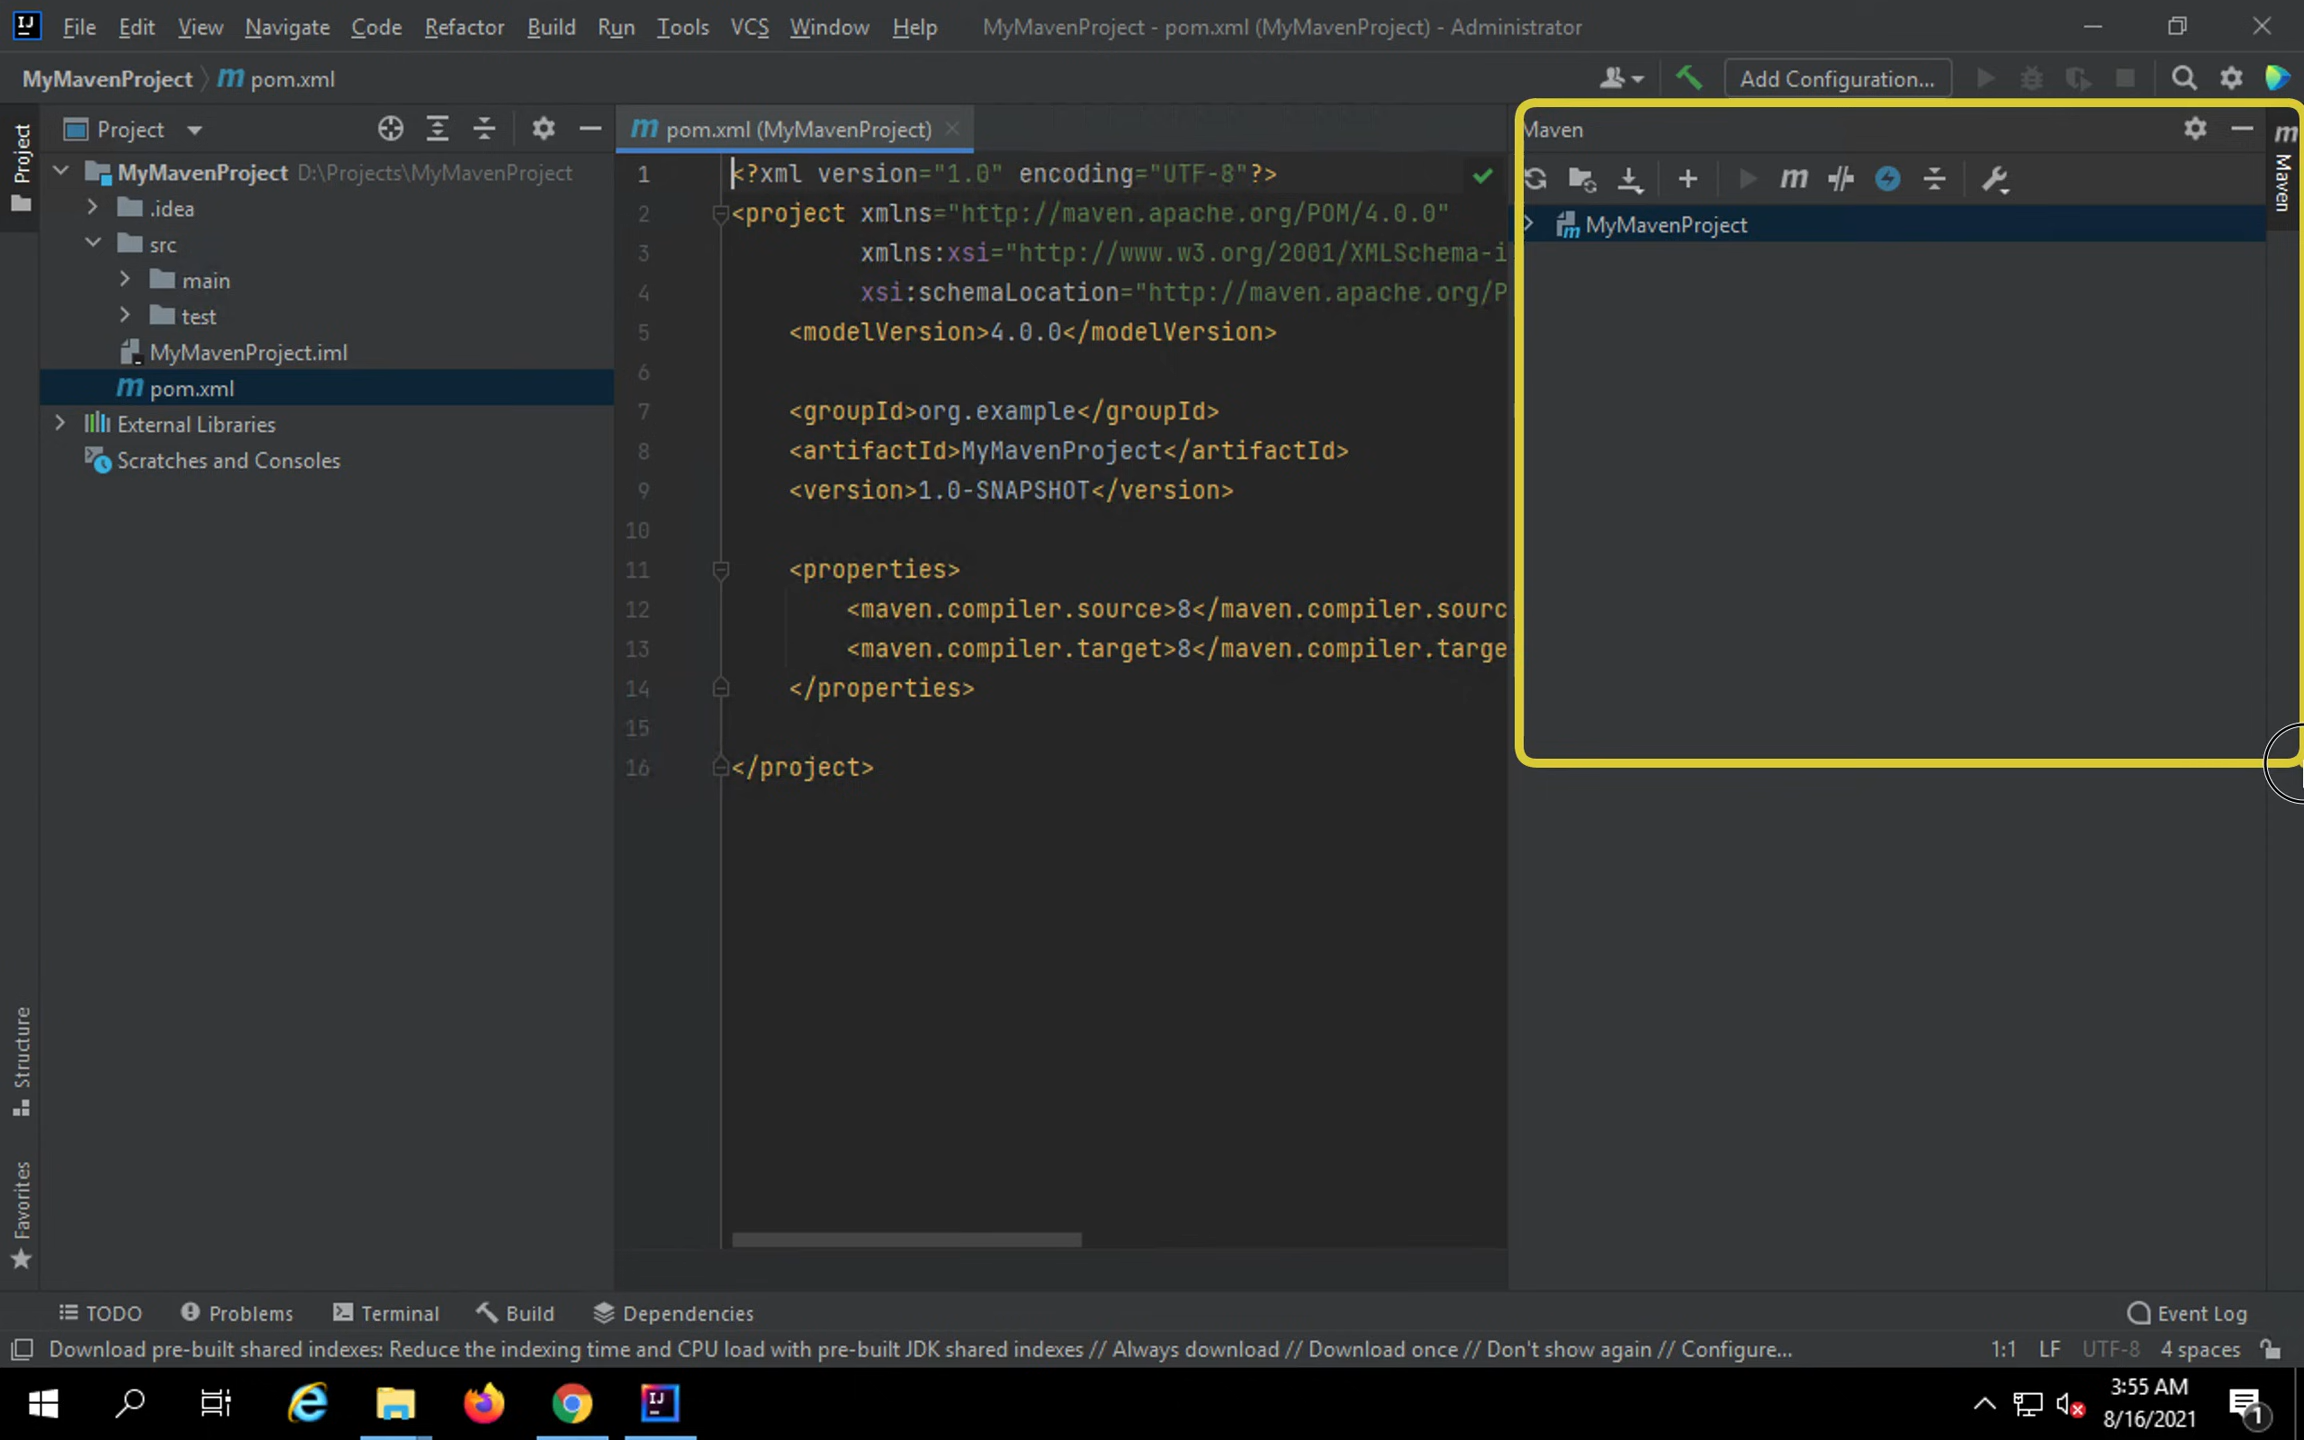 File Edit View Navigate Code Refactor Build Run Tools VCS Window Help MyMavenProject - pom.xml (MyMavenProject) - Administrator
MyMavenProject pom.xml Add Configuration...
Project
Project
MyMavenProject D:\Projects\MyMavenProject
.idea
src
main
test
MyMavenProject.iml
pom.xml
External Libraries
Scratches and Consoles
Structure
Favorites
pom.xml (MyMavenProject)
1 <?xml version="1.0" encoding="UTF-8"?>
2 <project xmlns="http://maven.apache.org/POM/4.0.0"
3 xmlns:xsi="http://www.w3.org/2001/XMLSchema-i
4 xsi:schemaLocation="http://maven.apache.org/P
5 <modelVersion>4.0.0</modelVersion>
6
7 <groupId>org.example</groupId>
8 <artifactId>MyMavenProject</artifactId>
9 <version>1.0-SNAPSHOT</version>
10
11 <properties>
12 <maven.compiler.source>8</maven.compiler.sourc
13 <maven.compiler.target>8</maven.compiler.targe
14 </properties>
15
16 </project>
Maven
MyMavenProject
Maven
TODO Problems Terminal Build Dependencies Event Log
Download pre-built shared indexes: Reduce the indexing time and CPU load with pre-built JDK shared indexes // Always download // Download once // Don't show again // Configure... 1:1 LF UTF-8 4 spaces
3:55 AM
8/16/2021
1